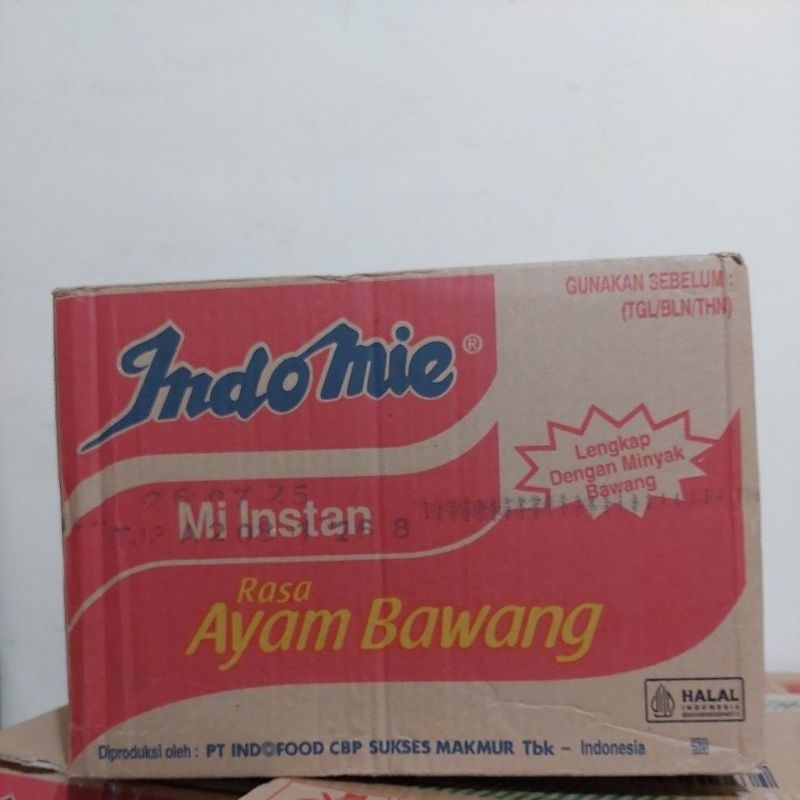 GUNAKAN SEBELUM :
(TGL/BLN/THN)
Indomie®
Lengkap
Dengan Minyak
Bawang
Mi Instan
Rasa
Ayam Bawang
HALAL
INDONESIA
Diproduksi oleh : PT INDOFOOD CBP SUKSES MAKMUR Tbk – Indonesia